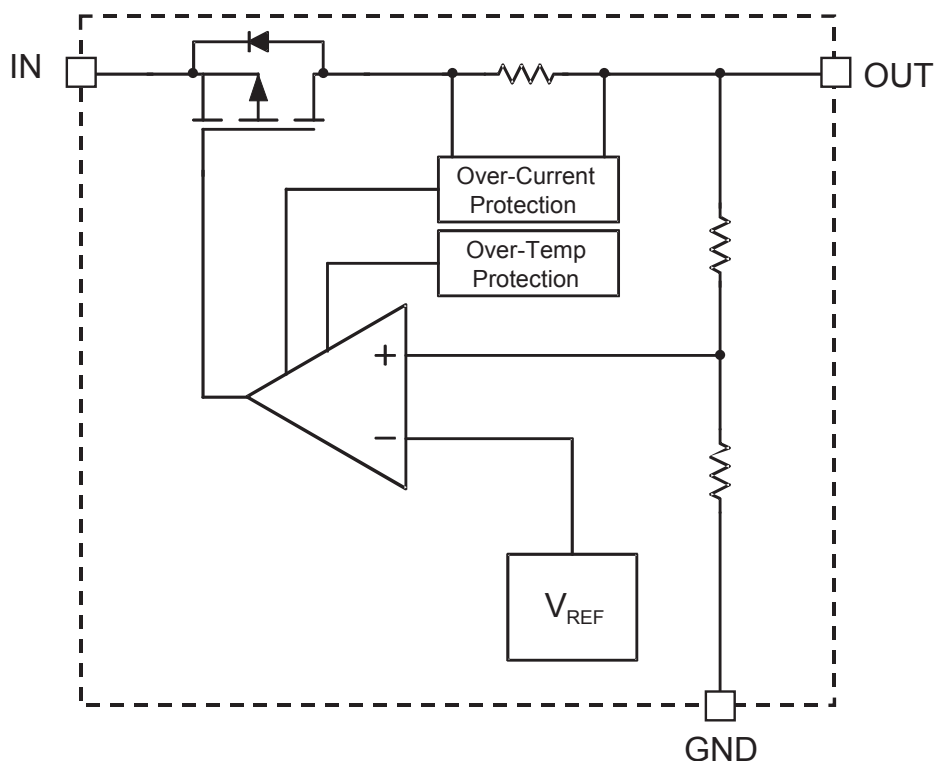 IN
OUT
Over-Current
Protection
Over-Temp
Protection
+
−
VREF
GND